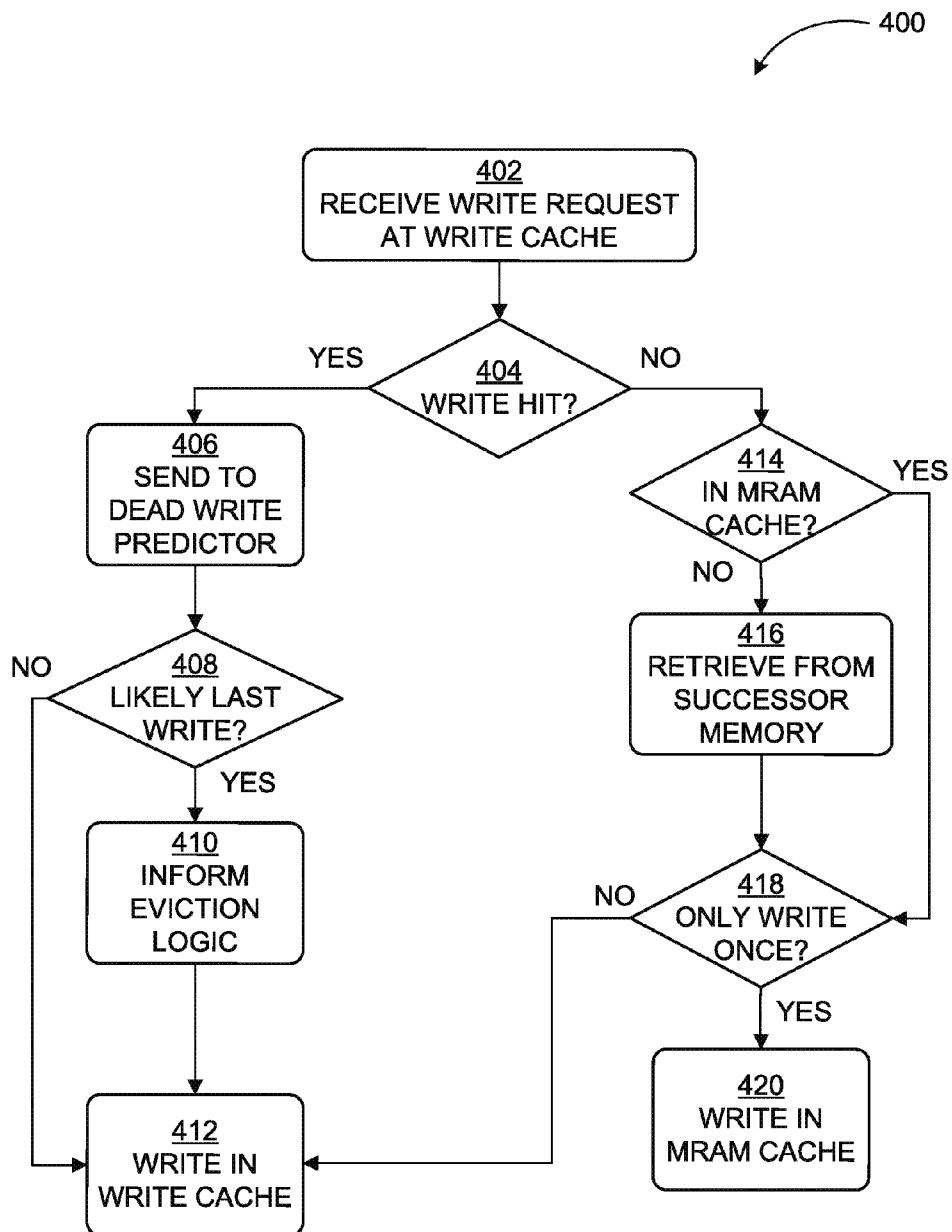 400
402
RECEIVE WRITE REQUEST
AT WRITE CACHE
YES
NO
404
WRITE HIT?
406
SEND TO
DEAD WRITE
PREDICTOR
414
IN MRAM
CACHE?
YES
NO
NO
408
LIKELY LAST
WRITE?
YES
416
RETRIEVE FROM
SUCCESSOR
MEMORY
410
INFORM
EVICTION
LOGIC
NO
418
ONLY WRITE
ONCE?
YES
412
WRITE IN
WRITE CACHE
420
WRITE IN
MRAM CACHE